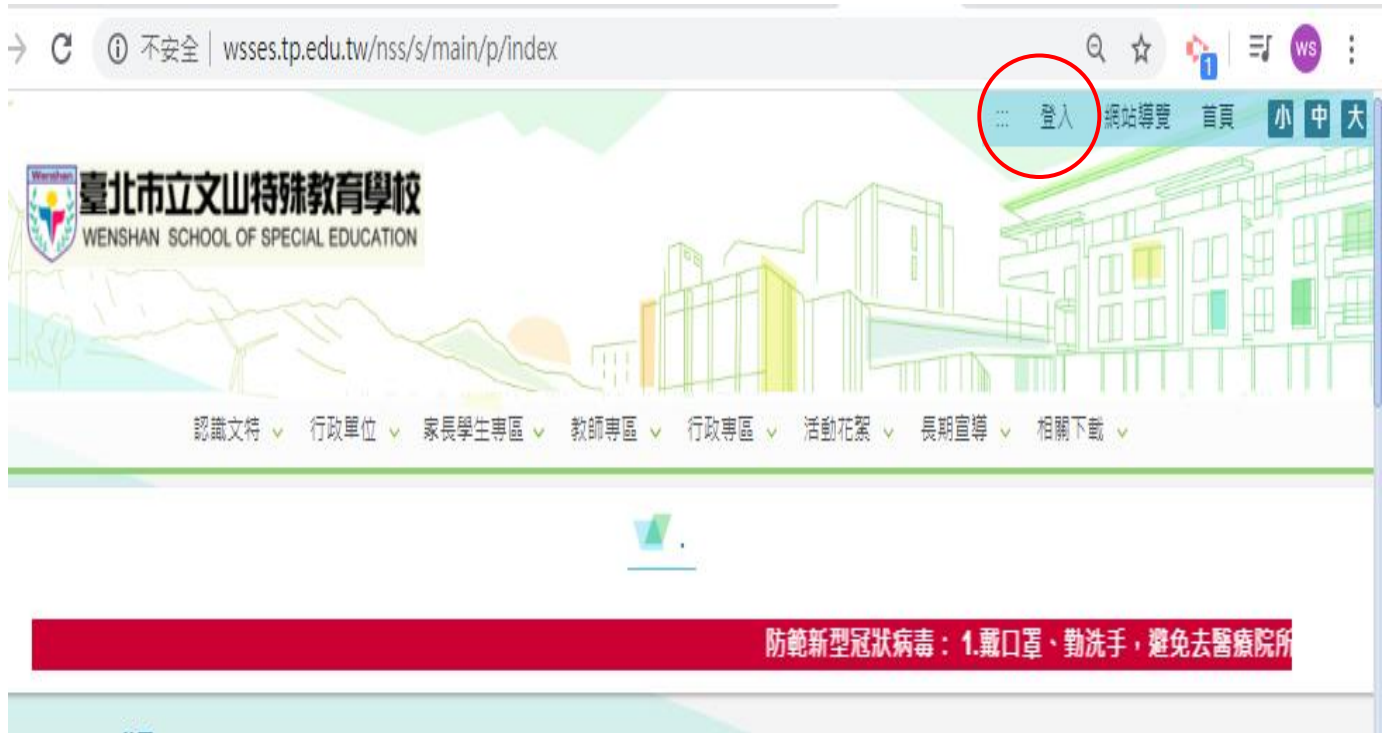 不安全 | wsses.tp.edu.tw/nss/s/main/p/index
1
WS
::: 登入 網站導覽 首頁 小 中 大
Wenshan
臺北市立文山特殊教育學校
WENSHAN SCHOOL OF SPECIAL EDUCATION
認識文特 行政單位 家長學生專區 教師專區 行政專區 活動花絮 長期宣導 相關下載
.
防範新型冠狀病毒： 1.戴口罩、勤洗手，避免去醫療院所